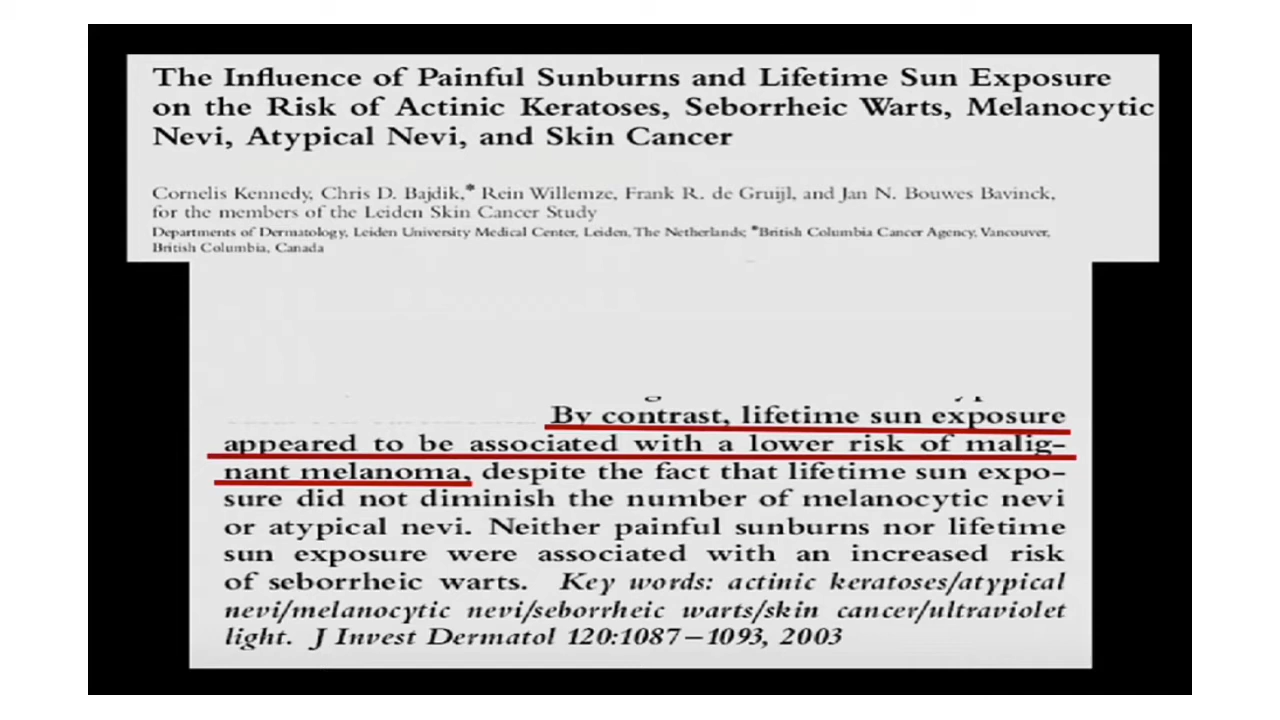 The Influence of Painful Sunburns and Lifetime Sun Exposure
on the Risk of Actinic Keratoses, Seborrheic Warts, Melanocytic
Nevi, Atypical Nevi, and Skin Cancer
Cornelis Kennedy, Chris D. Bajdik,* Rein Willemze, Frank R. de Gruijl, and Jan N. Bouwes Bavinck,
for the members of the Leiden Skin Cancer Study
Departments of Dermatology, Leiden University Medical Center, Leiden, The Netherlands; *British Columbia Cancer Agency, Vancouver,
British Columbia, Canada
By contrast, lifetime sun exposure
appeared to be associated with a lower risk of malig-
nant melanoma, despite the fact that lifetime sun expo-
sure did not diminish the number of melanocytic nevi
or atypical nevi. Neither painful sunburns nor lifetime
sun exposure were associated with an increased risk
of seborrheic warts. Key words: actinic keratoses/atypical
nevi/melanocytic nevi/seborrheic warts/skin cancer/ultraviolet
light. J Invest Dermatol 120:1087–1093, 2003